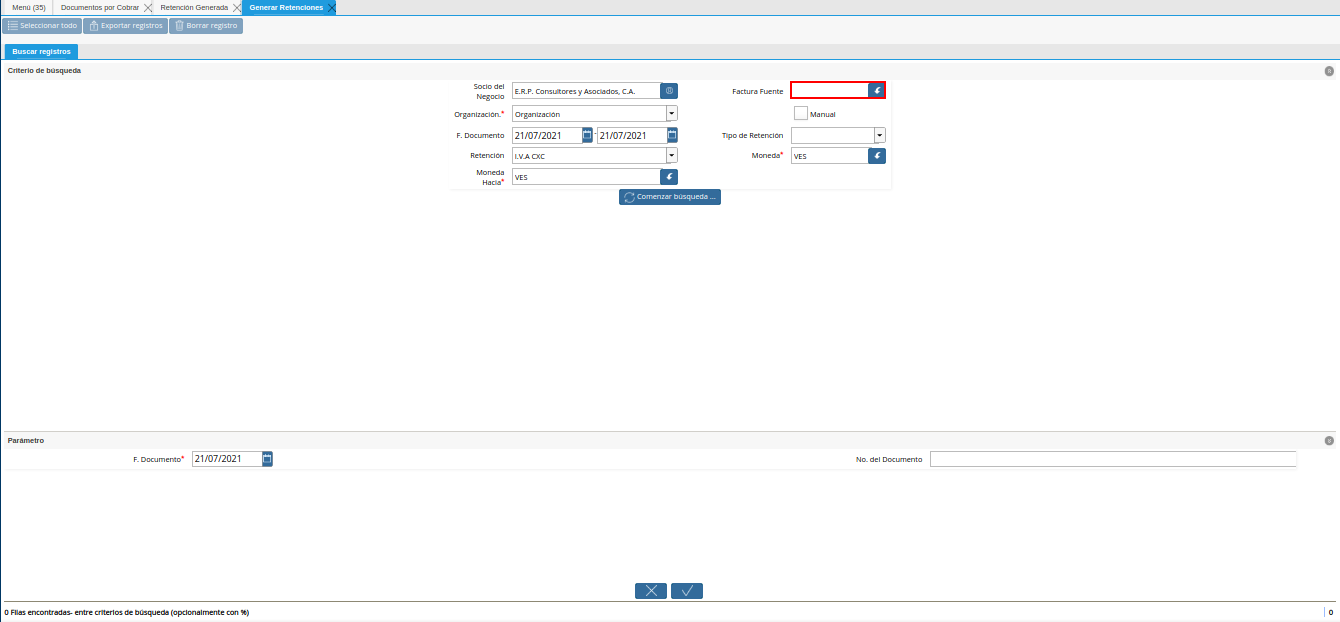 Menú (35) Documentos por Cobrar Retención Generada Generar Retenciones
Seleccionar todo Exportar registros Borrar registro
Buscar registros
Criterio de búsqueda
Socio del Negocio E.R.P. Consultores y Asociados, C.A. Factura Fuente
Organización.* Organización Manual
F. Documento 21/07/2021 - 21/07/2021 Tipo de Retención
Retención I.V.A CXC Moneda* VES
Moneda Hacia* VES
Comenzar búsqueda ...
Parámetro
F. Documento* 21/07/2021 No. del Documento
0 Filas encontradas- entre criterios de búsqueda (opcionalmente con %) 0